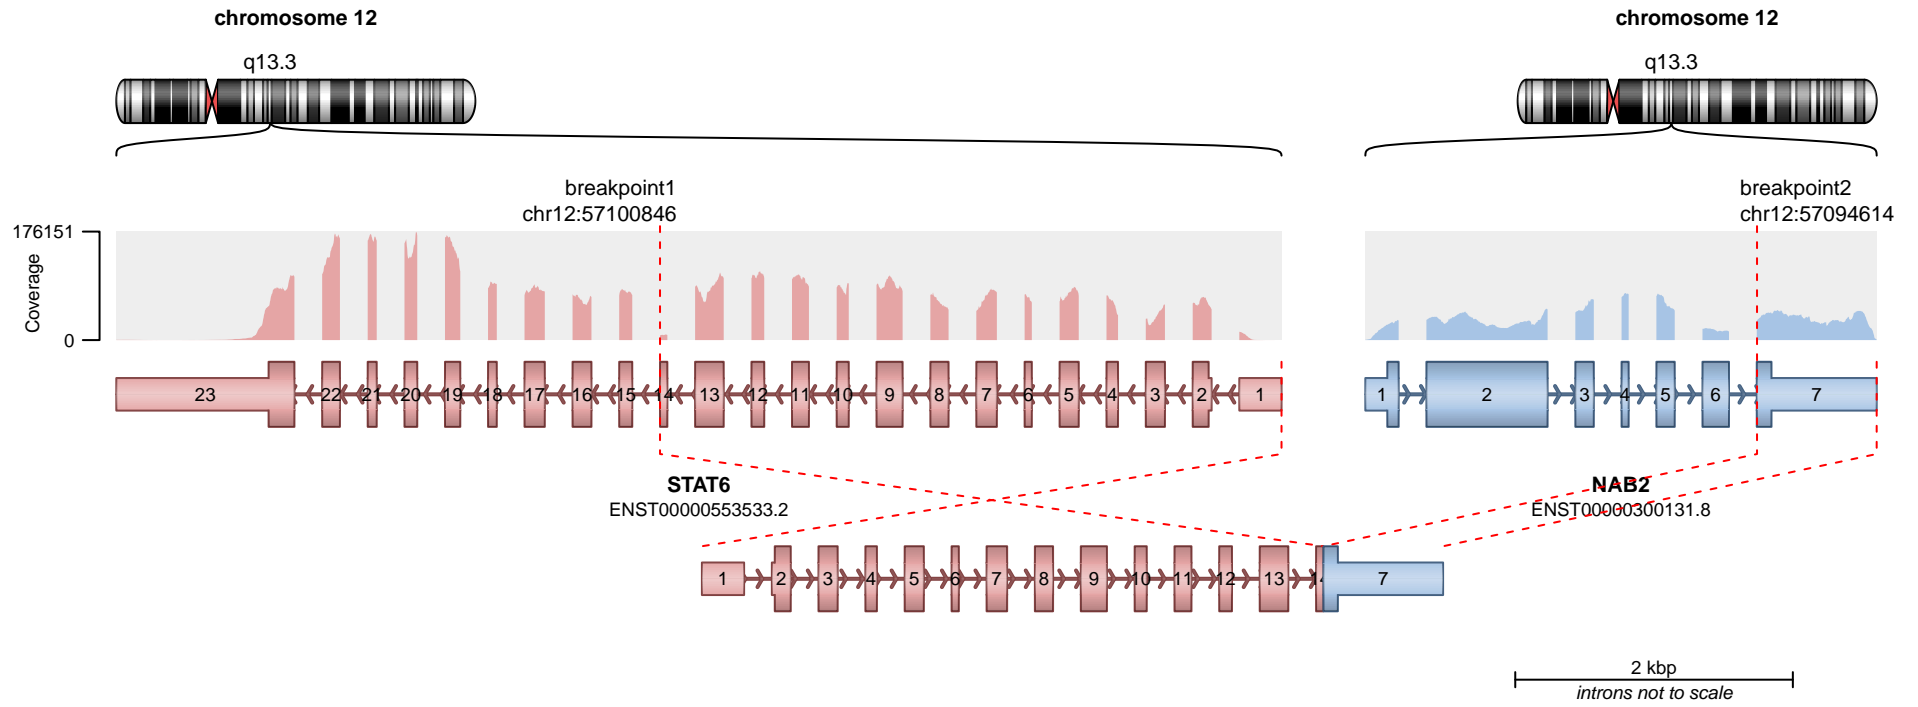 chromosome 12
chromosome 12
q13.3
q13.3
breakpoint1
chr12:57100846
breakpoint2
chr12:57094614
176151
Coverage
0
23 22 21 20 19 18 17 16 15 14 13 12 11 10 9 8 7 6 5 4 3 2 1
1 2 3 4 5 6 7
STAT6
ENST00000553533.2
NAB2
ENST00000300131.8
1 2 3 4 5 6 7 8 9 10 11 12 13 14 7
2 kbp
introns not to scale